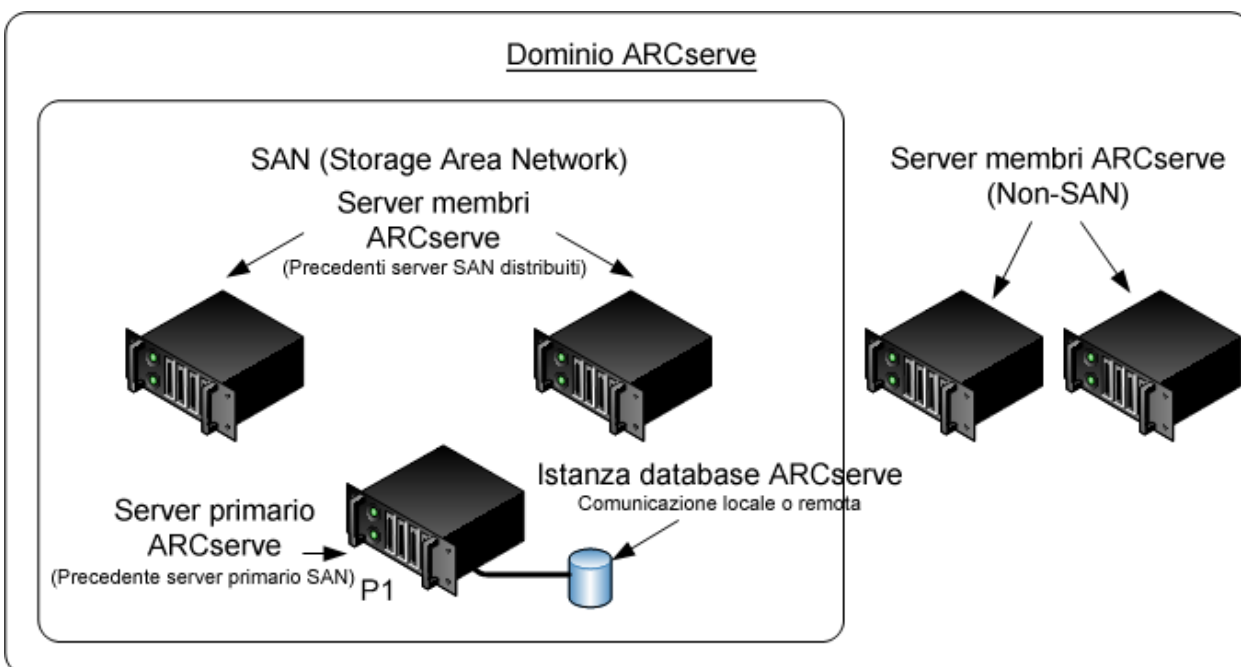 Dominio ARCserve
SAN (Storage Area Network)
Server membri
ARCserve
(Precedenti server SAN distribuiti)
Server membri ARCserve
(Non-SAN)
Istanza database ARCserve
Comunicazione locale o remota
Server primario
ARCserve
(Precedente server primario SAN)
P1